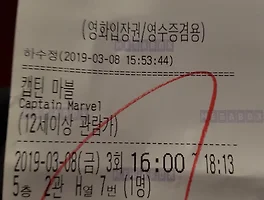 (영화입장권/영수증검용)
하수정(2019-03-08 15:53:44)
캡틴 마블
Captain Marvel
(12세이상 관람가)
2019-03-08(금) 3회 16:00 ~ 18:13
5층 2관 H열 7번 (1명)